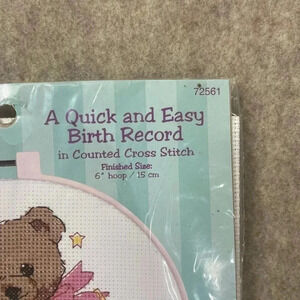 72561
A Quick and Easy
Birth Record
in Counted Cross Stitch
Finished Size:
6" hoop / 15 cm